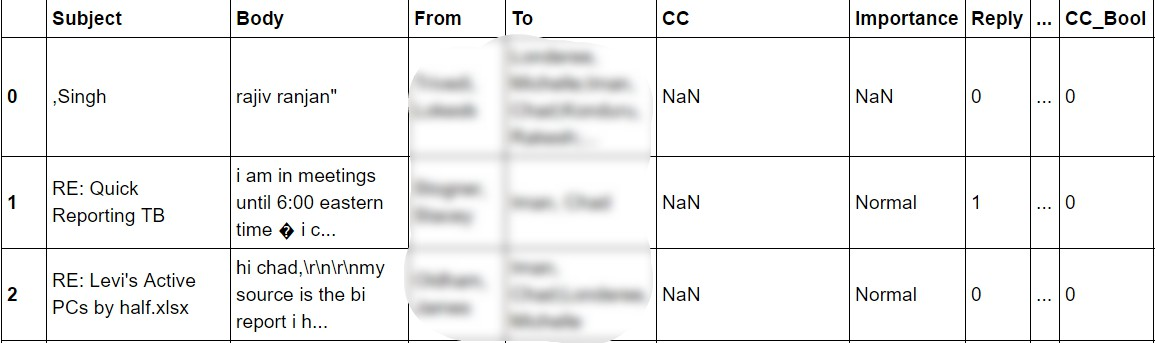 Subject Body From To CC Importance Reply ... CC_Bool
0 ,Singh rajiv ranjan" NaN NaN 0 ... 0
1
RE: Quick
Reporting TB
i am in meetings
until 6:00 eastern
time � i c...
NaN Normal 1 ... 0
2
RE: Levi's Active
PCs by half.xlsx
hi chad,\r\n\r\nmy
source is the bi
report i h...
NaN Normal 0 ... 0